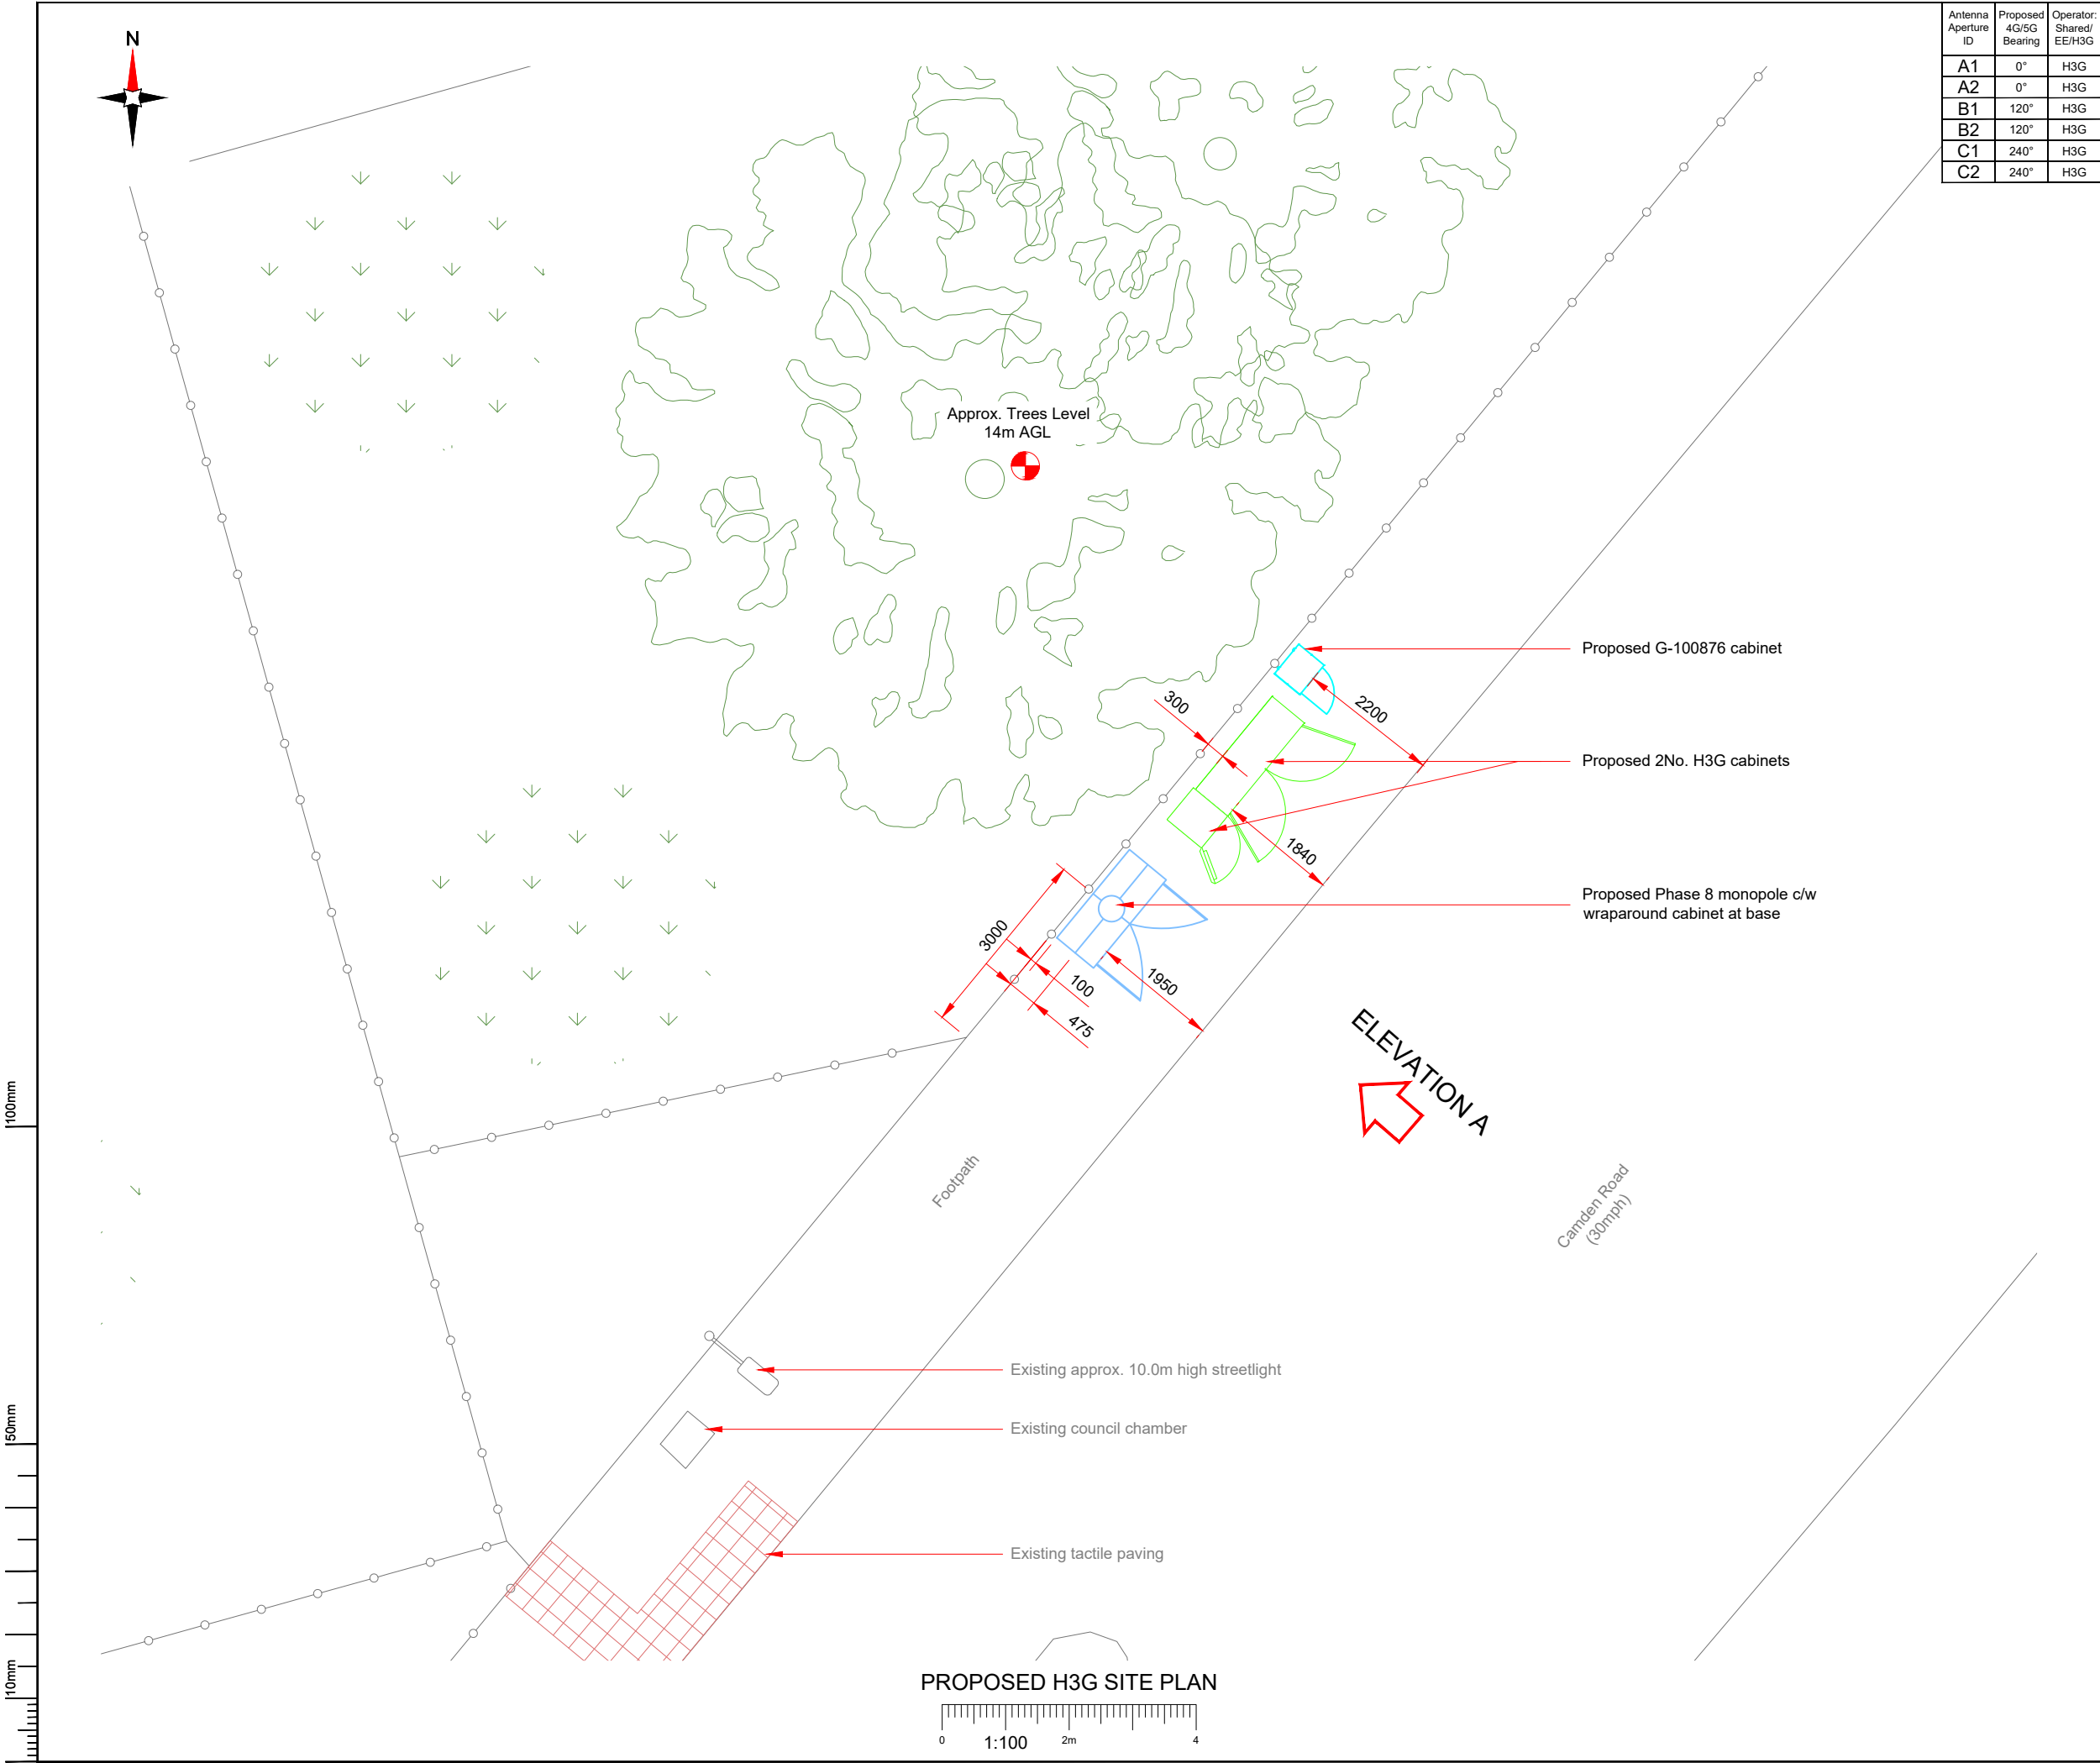 N
Antenna Aperture ID Proposed 4G/5G Bearing Operator: Shared/ EE/H3G
A1 0° H3G
A2 0° H3G
B1 120° H3G
B2 120° H3G
C1 240° H3G
C2 240° H3G
Approx. Trees Level
14m AGL
Proposed G-100876 cabinet
300
2200
Proposed 2No. H3G cabinets
1840
Proposed Phase 8 monopole c/w
wraparound cabinet at base
3000
100
1950
475
ELEVATION A
100mm
Footpath
Camden Road
(30mph)
Existing approx. 10.0m high streetlight
Existing council chamber
50mm
Existing tactile paving
10mm
PROPOSED H3G SITE PLAN
0 1:100 2m 4